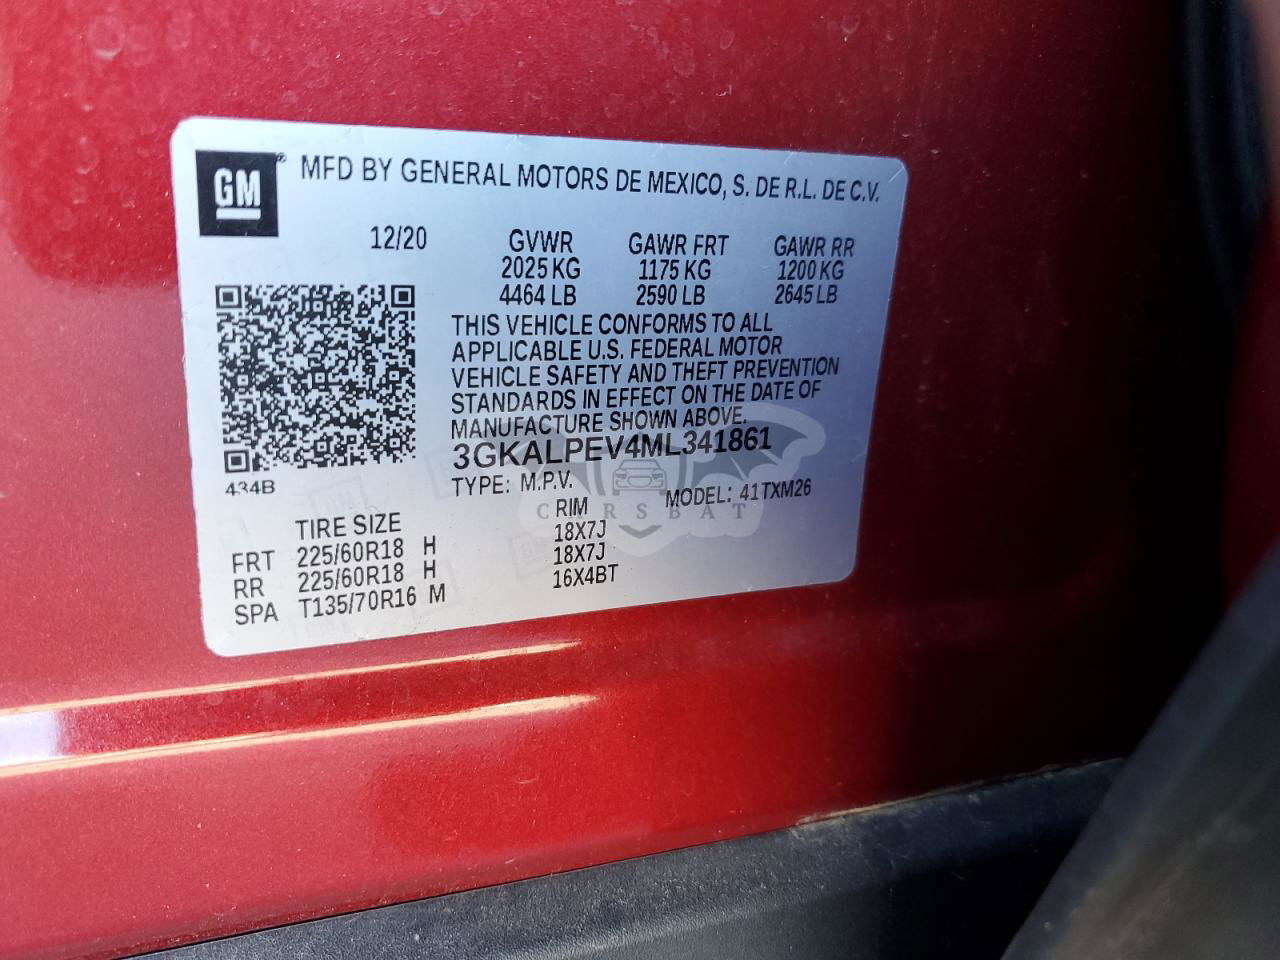 GM® MFD BY GENERAL MOTORS DE MEXICO, S. DE R.L. DE C.V.
12/20 GVWR GAWR FRT GAWR RR
2025 KG 1175 KG 1200 KG
4464 LB 2590 LB 2645 LB
THIS VEHICLE CONFORMS TO ALL
APPLICABLE U.S. FEDERAL MOTOR
VEHICLE SAFETY AND THEFT PREVENTION
STANDARDS IN EFFECT ON THE DATE OF
MANUFACTURE SHOWN ABOVE.
3GKALPEV4ML341861
434B TYPE: M.P.V. MODEL: 41TXM26
CARSBAT
TIRE SIZE RIM
FRT 225/60R18 H 18X7J
RR 225/60R18 H 18X7J
SPA T135/70R16 M 16X4BT